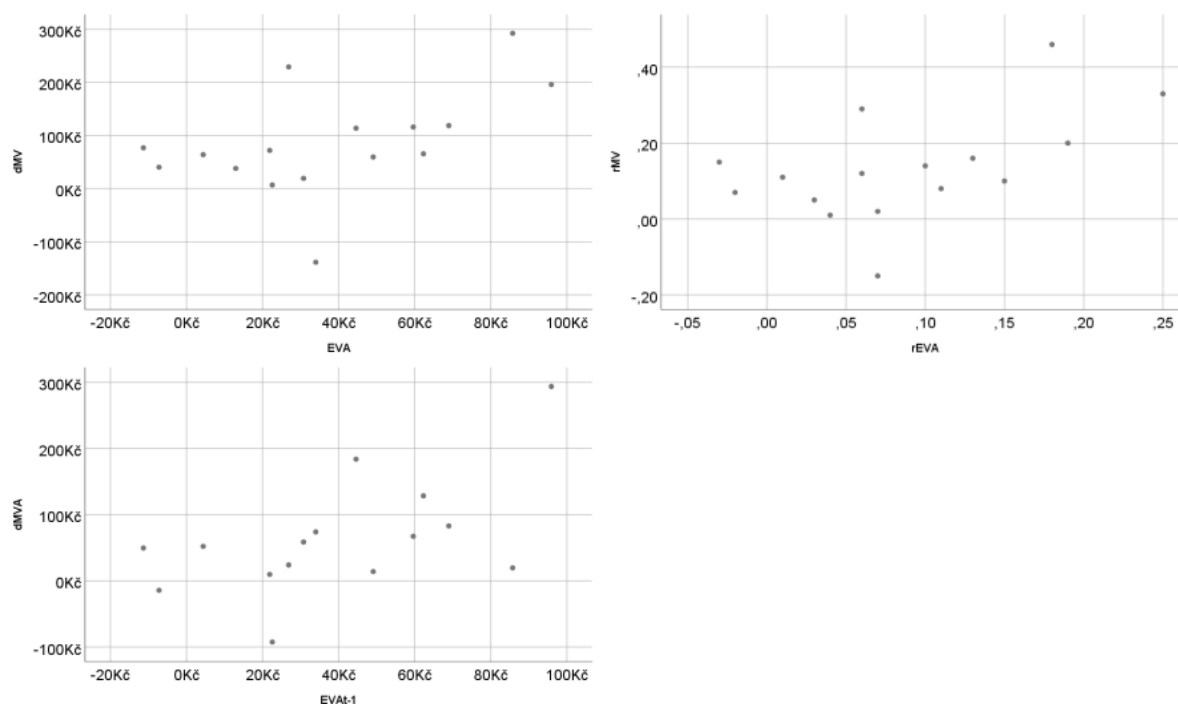 300Kč
200Kč
100Kč
0Kč
-100Kč
-200Kč
dMV
-20Kč 0Kč 20Kč 40Kč 60Kč 80Kč 100Kč
EVA
,40
,20
,00
-,20
rMV
-,05 ,00 ,05 ,10 ,15 ,20 ,25
rEVA
300Kč
200Kč
100Kč
0Kč
-100Kč
dMVA
-20Kč 0Kč 20Kč 40Kč 60Kč 80Kč 100Kč
EVAt-1